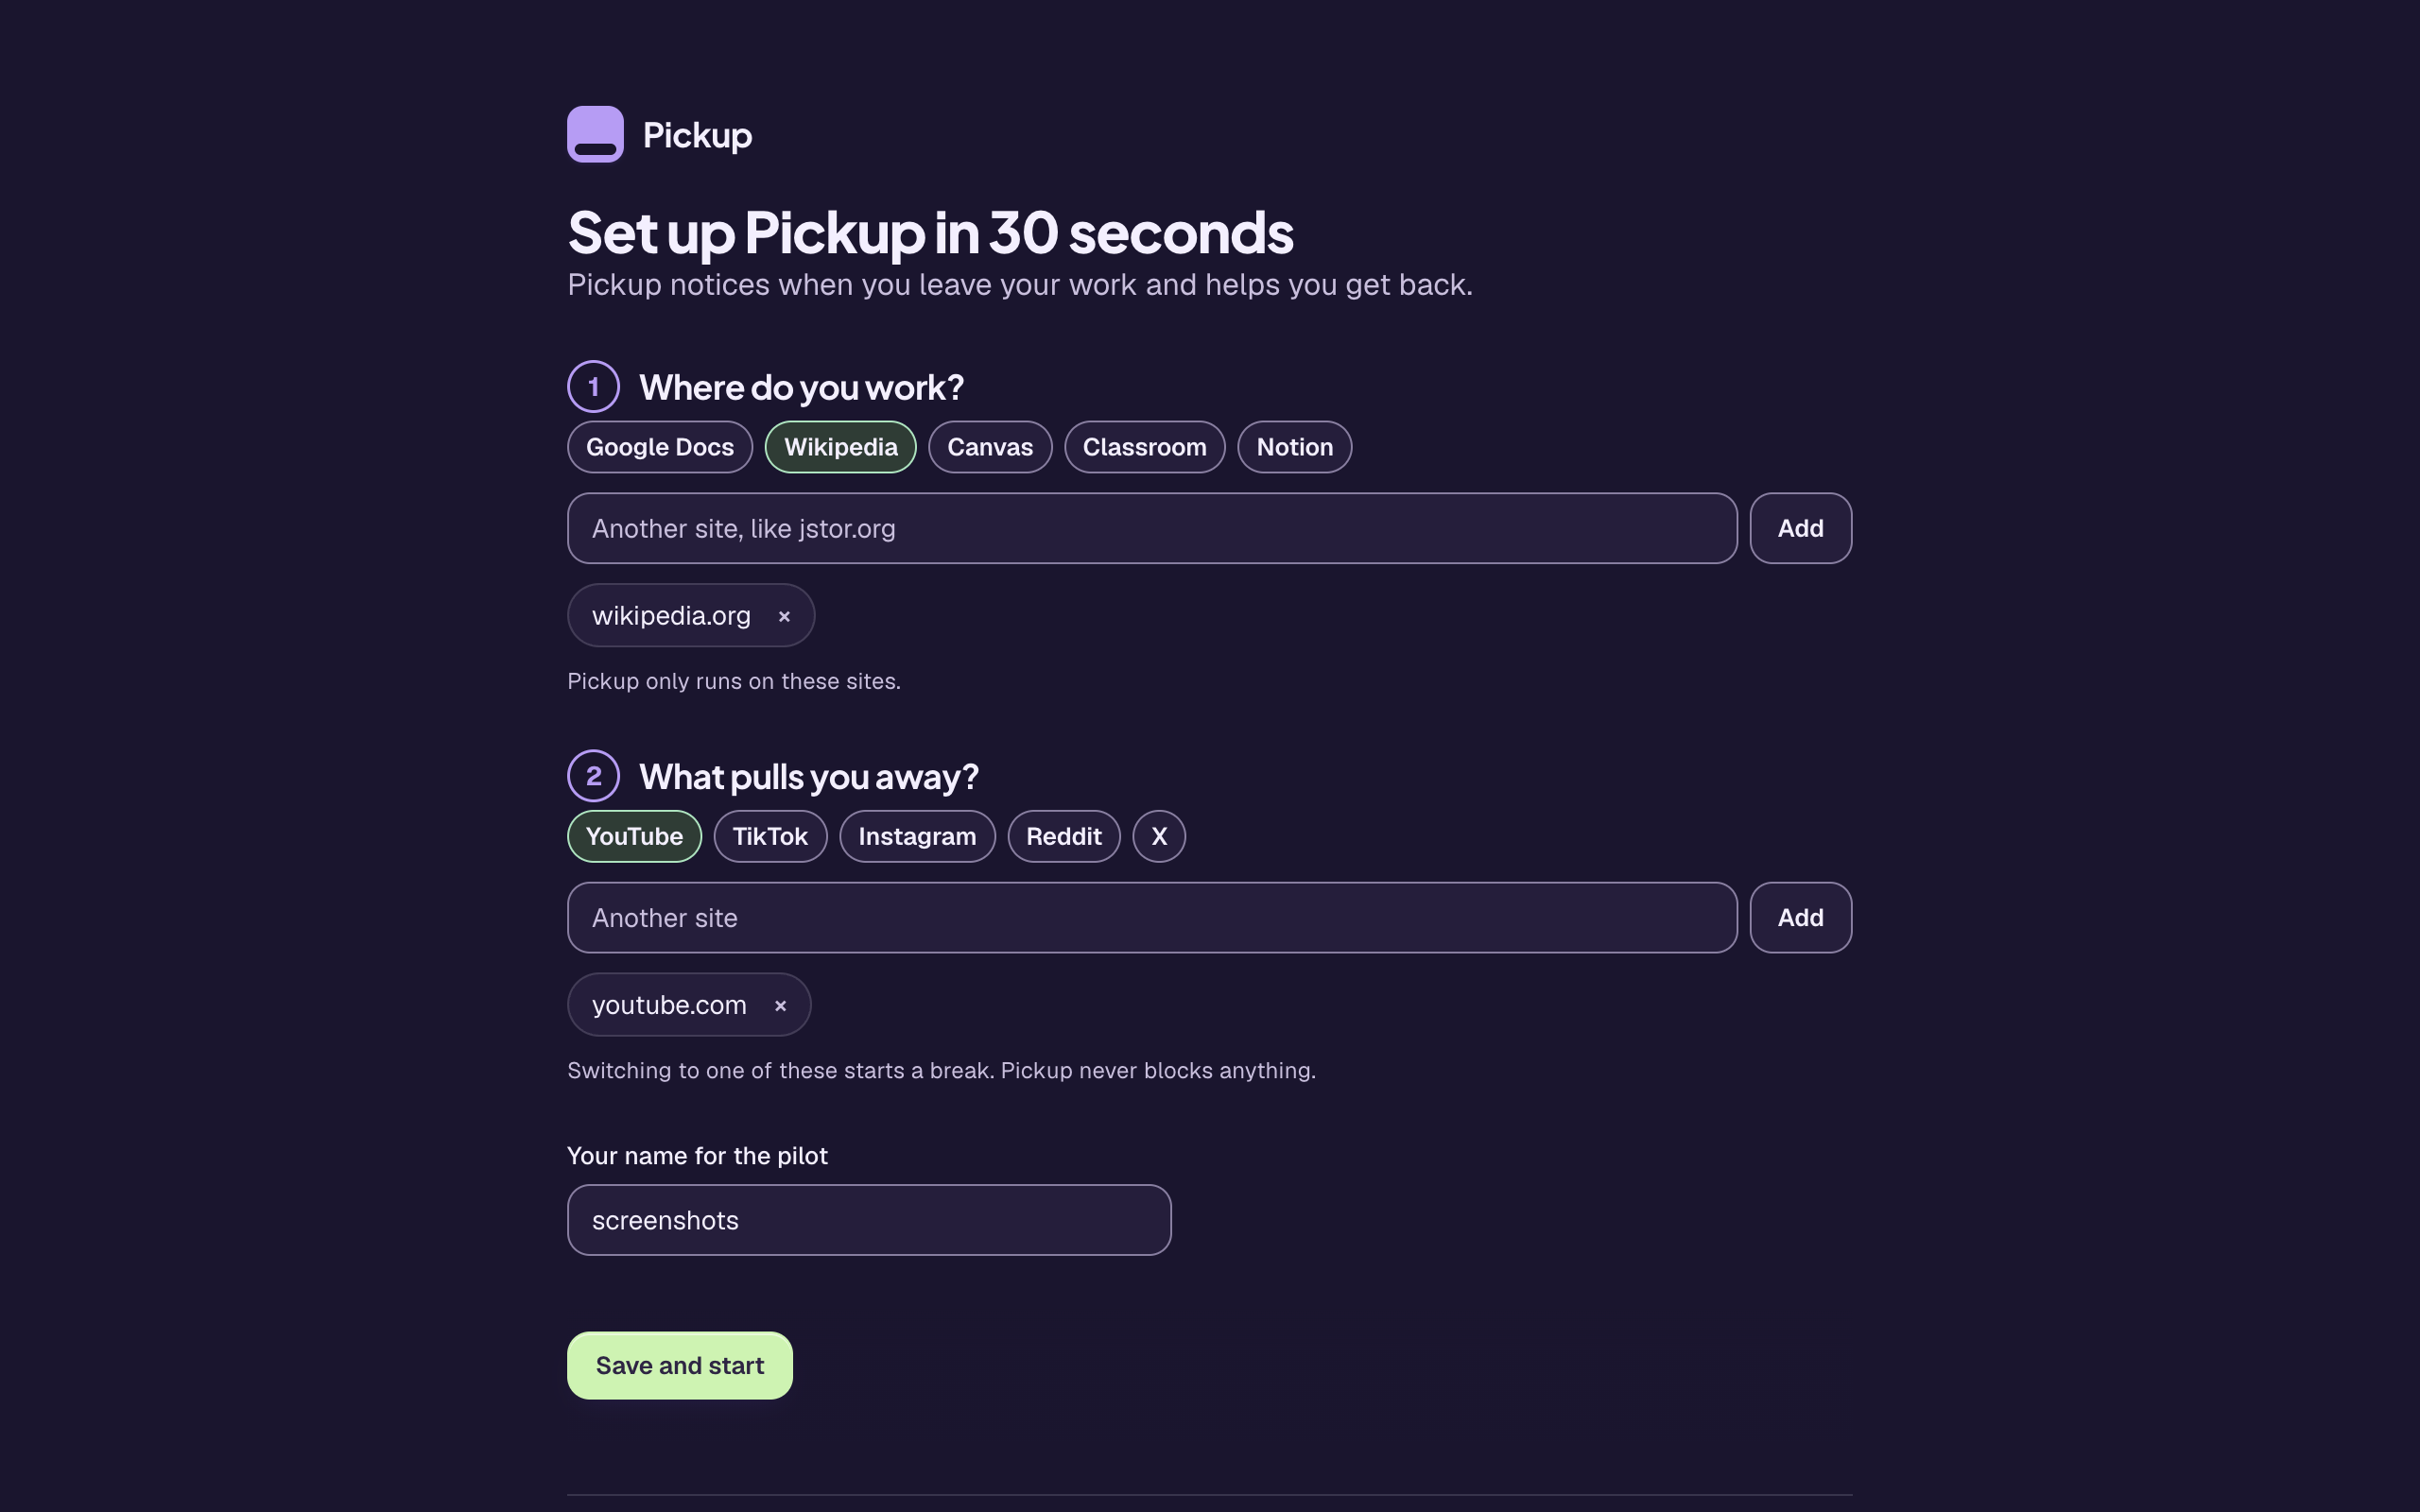 Pickup
Set up Pickup in 30 seconds
Pickup notices when you leave your work and helps you get back.
1 Where do you work?
Google Docs Wikipedia Canvas Classroom Notion
Another site, like jstor.org Add
wikipedia.org ×
Pickup only runs on these sites.
2 What pulls you away?
YouTube TikTok Instagram Reddit X
Another site Add
youtube.com ×
Switching to one of these starts a break. Pickup never blocks anything.
Your name for the pilot
screenshots
Save and start